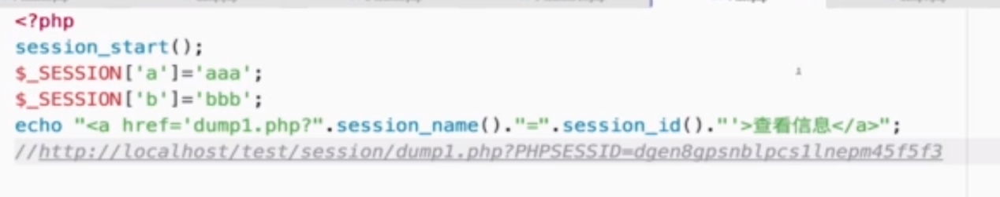 <?php
session_start();
$_SESSION['a']='aaa';
$_SESSION['b']='bbb';
echo "<a href='dump1.php?".session_name()."=".session_id()."'>查看信息</a>";
//http://localhost/test/session/dump1.php?PHPSESSID=dgen8gpsnblpcs1lnepm45f5f3